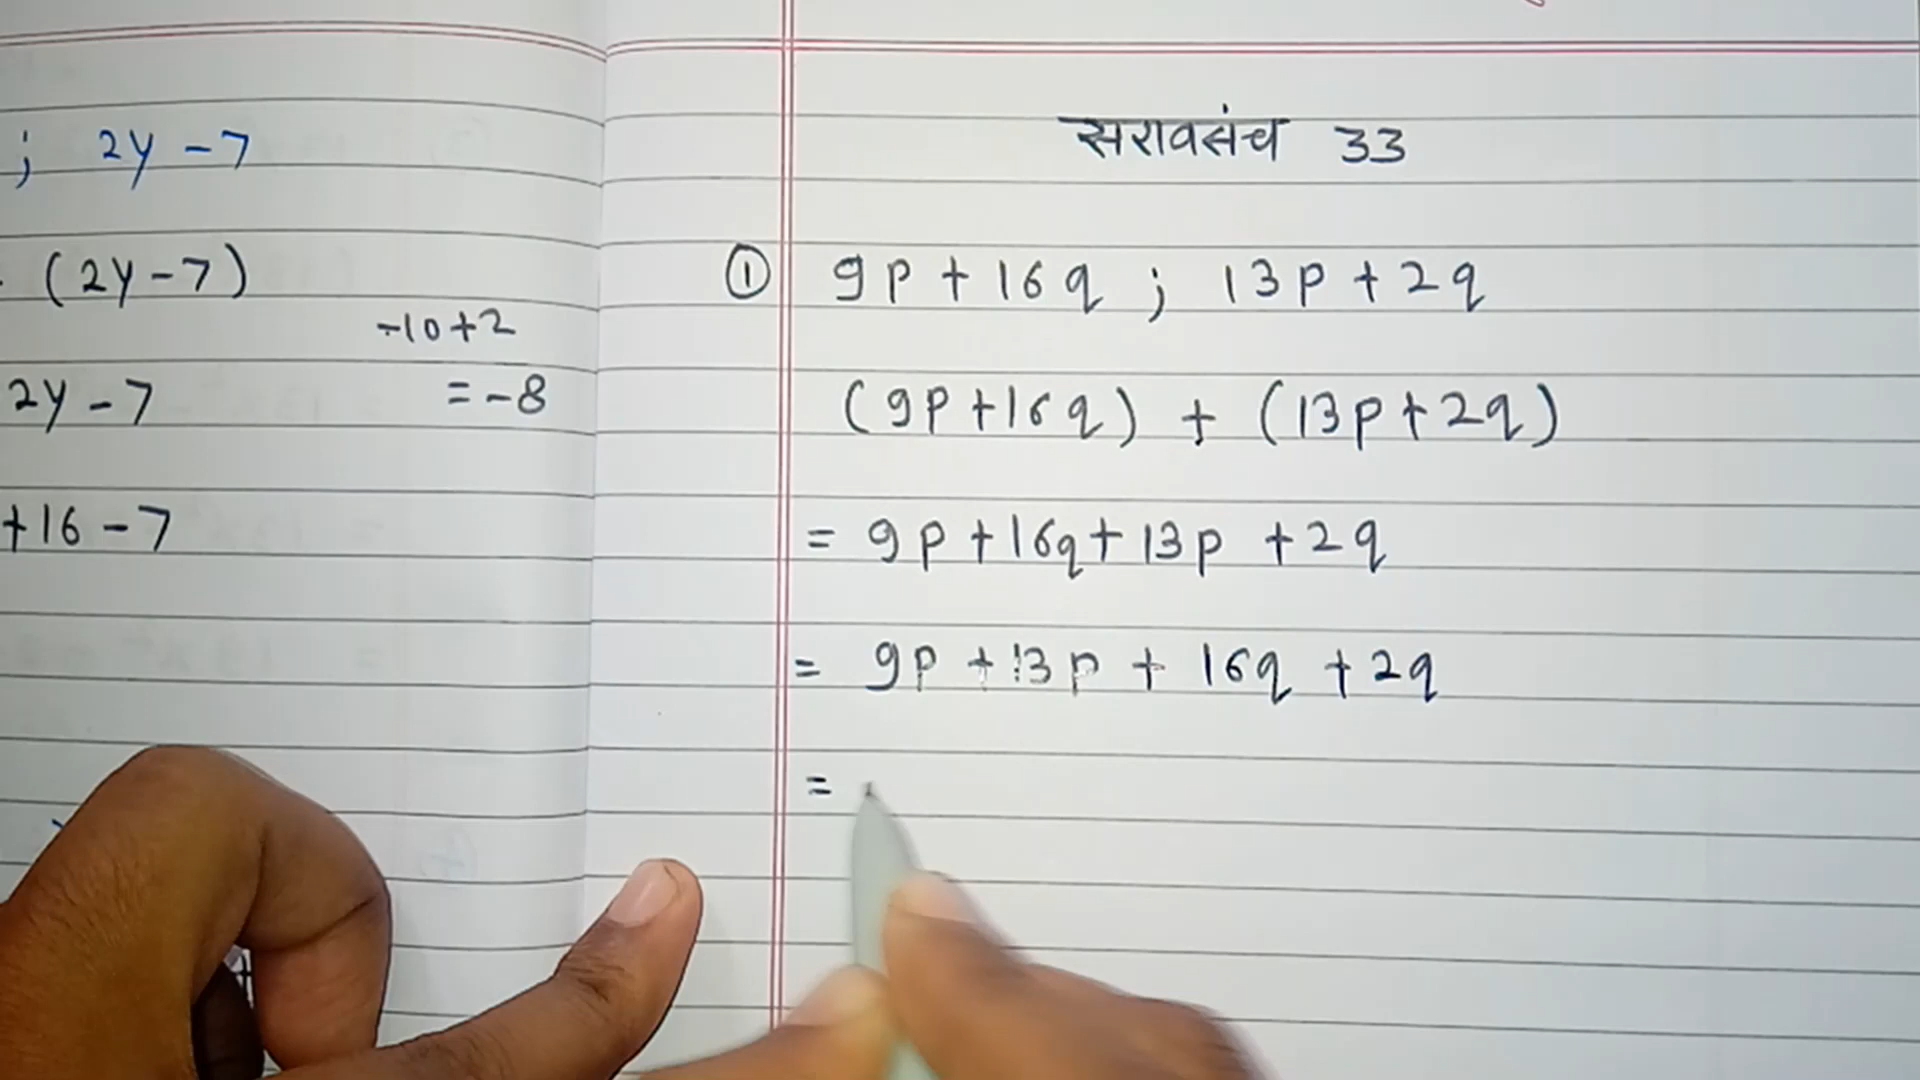 ; 2y - 7
(2y - 7)
-10 + 2
2y - 7
= -8
+ 16 - 7
सरावसंच 33
① 9p + 16q ; 13p + 2q
(9p + 16q) + (13p + 2q)
= 9p + 16q + 13p + 2q
= 9p + 13p + 16q + 2q
=